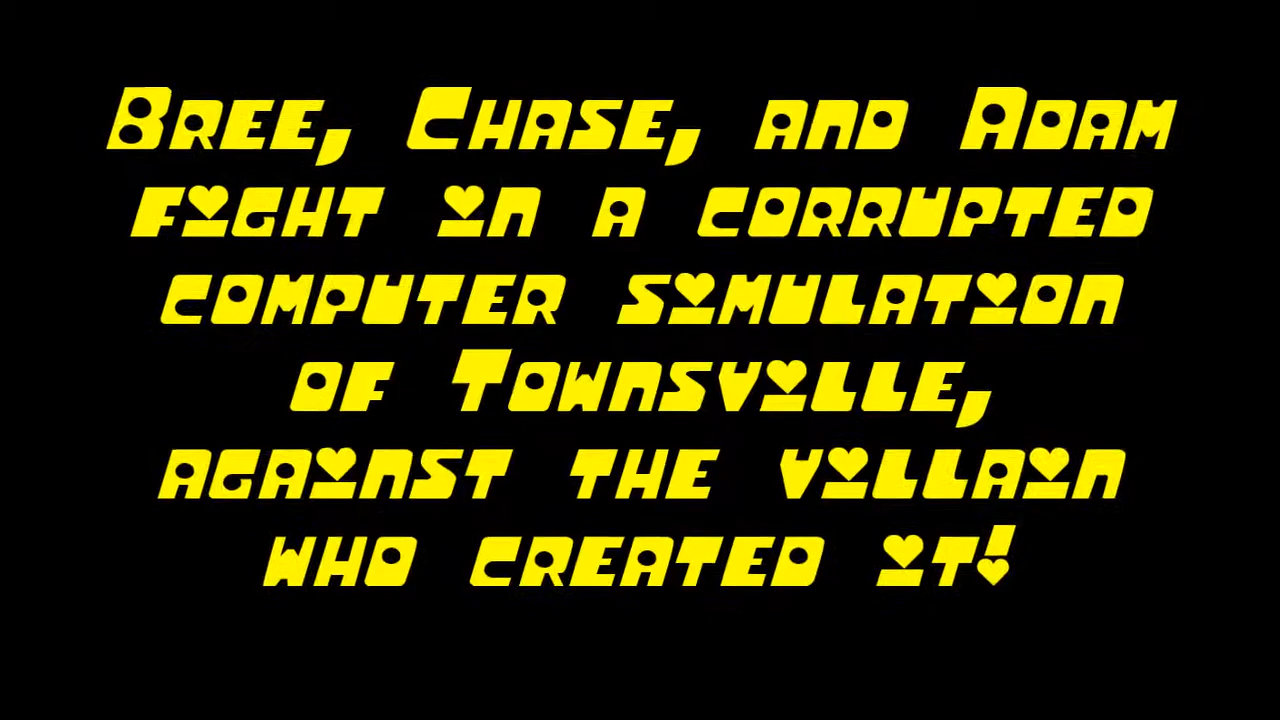 Bree, Chase, and Adam
fight in a corrupted
computer simulation
of Townsville,
against the villain
who created it!